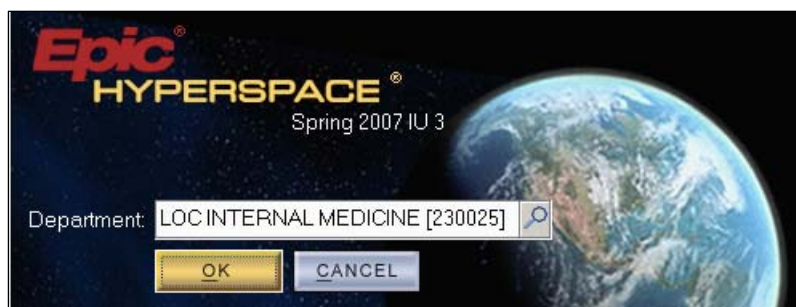 Epic®
HYPERSPACE®
Spring 2007 IU 3
Department: LOC INTERNAL MEDICINE [230025]
OK CANCEL